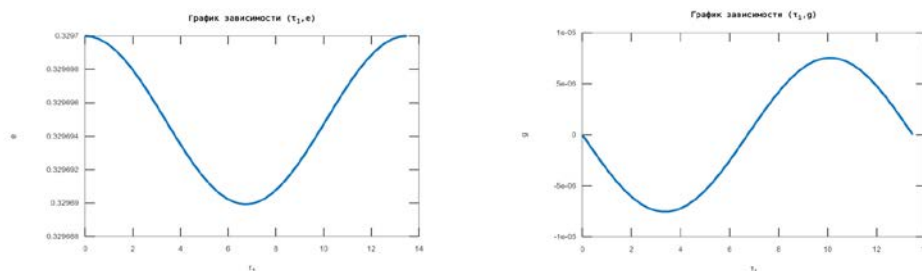 График зависимости (τ₁,e)
0.3297
0.329698
0.329696
0.329694
0.329692
0.32969
0.329688
e
0 2 4 6 8 10 12 14
τ₁
График зависимости (τ₁,g)
1e-05
5e-06
0
-5e-06
-1e-05
g
0 2 4 6 8 10 12